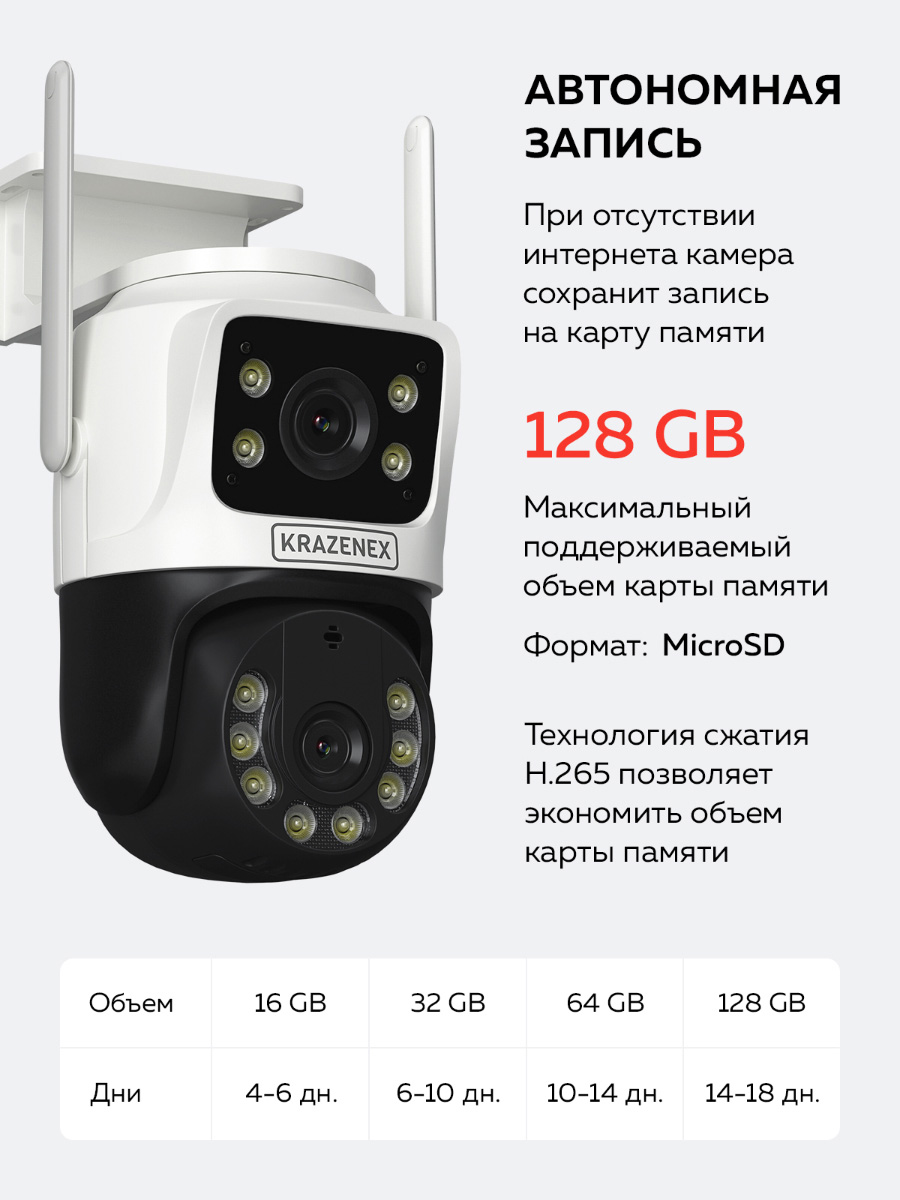 АВТОНОМНАЯ
ЗАПИСЬ
При отсутствии
интернета камера
сохранит запись
на карту памяти
128 GB
Максимальный
поддерживаемый
объем карты памяти
Формат: MicroSD
Технология сжатия
H.265 позволяет
экономить объем
карты памяти
KRAZENEX
Объем 16 GB 32 GB 64 GB 128 GB
Дни 4-6 дн. 6-10 дн. 10-14 дн. 14-18 дн.